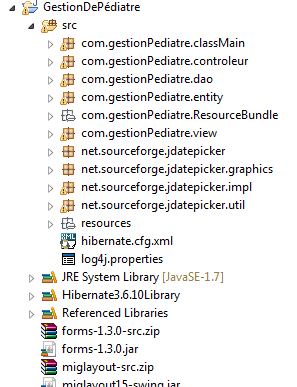 GestionDePédiatre
src
com.gestionPediatre.classMain
com.gestionPediatre.controleur
com.gestionPediatre.dao
com.gestionPediatre.entity
com.gestionPediatre.ResourceBundle
com.gestionPediatre.view
net.sourceforge.jdatepicker
net.sourceforge.jdatepicker.graphics
net.sourceforge.jdatepicker.impl
net.sourceforge.jdatepicker.util
resources
hibernate.cfg.xml
log4j.properties
JRE System Library [JavaSE-1.7]
Hibernate3.6.10Library
Referenced Libraries
forms-1.3.0-src.zip
forms-1.3.0.jar
miglayout-src.zip
miglayout15-swing.jar